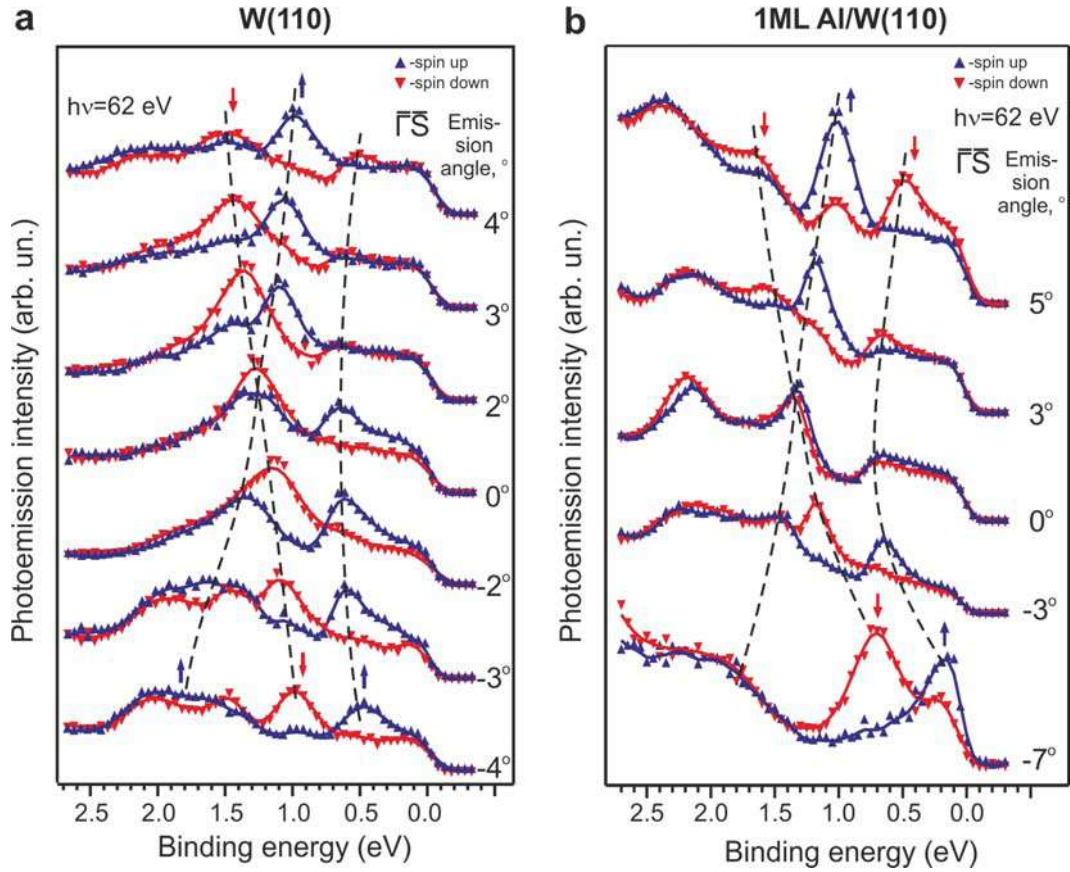 a
W(110)
-spin up
-spin down
hν=62 eV
Γ̄S̄
Emis-
sion
angle, °
4°
3°
2°
0°
-2°
-3°
-4°
Photoemission intensity (arb. un.)
2.5 2.0 1.5 1.0 0.5 0.0
Binding energy (eV)
b
1ML Al/W(110)
-spin up
-spin down
hν=62 eV
Γ̄S̄
Emis-
sion
angle, °
5°
3°
0°
-3°
-7°
Photoemission intensity (arb. un.)
2.5 2.0 1.5 1.0 0.5 0.0
Binding energy (eV)